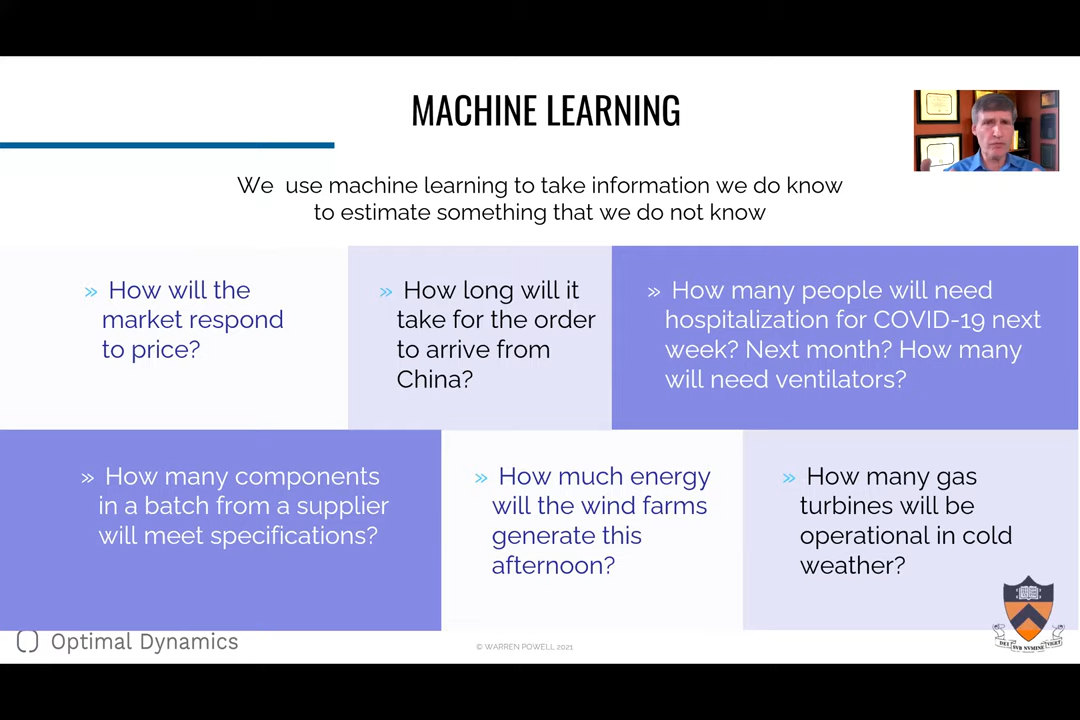 MACHINE LEARNING
We use machine learning to take information we do know
to estimate something that we do not know
» How will the
market respond
to price?
» How long will it
take for the order
to arrive from
China?
» How many people will need
hospitalization for COVID-19 next
week? Next month? How many
will need ventilators?
» How many components
in a batch from a supplier
will meet specifications?
» How much energy
will the wind farms
generate this
afternoon?
» How many gas
turbines will be
operational in cold
weather?
Optimal Dynamics
© WARREN POWELL 2021
DEI SVB NVMINE VIGET